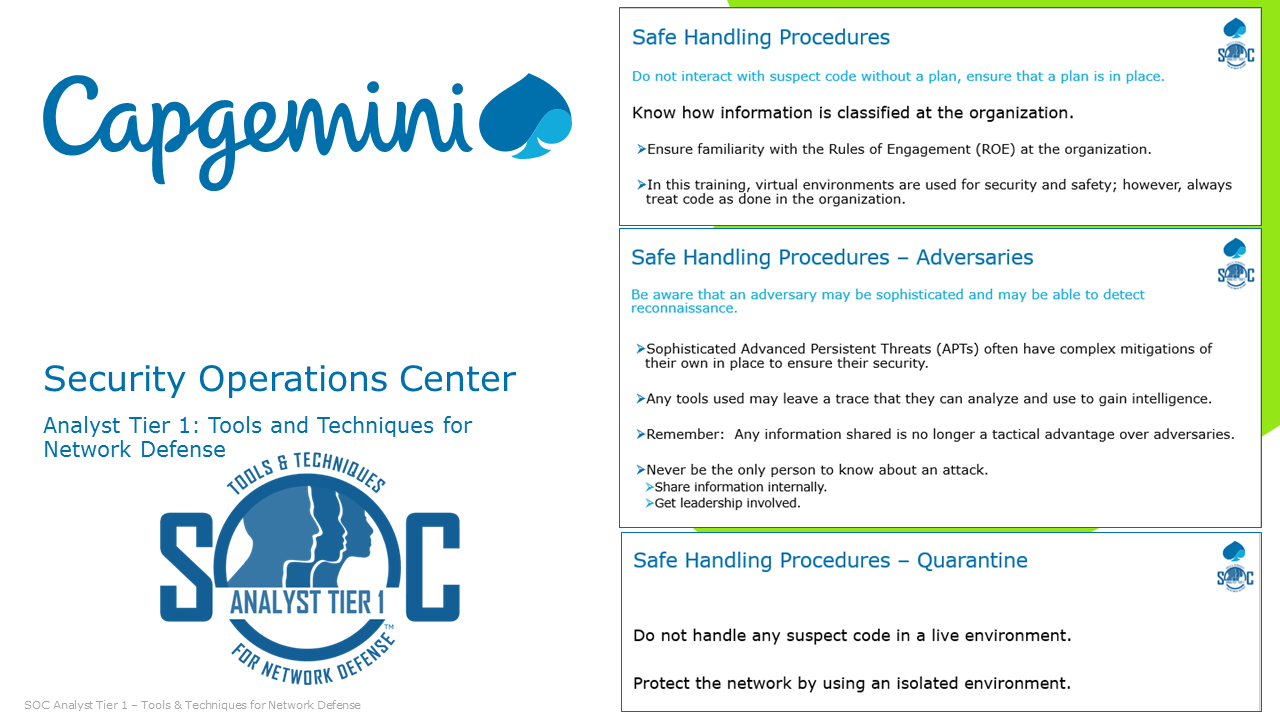 Capgemini
Security Operations Center
Analyst Tier 1: Tools and Techniques for
Network Defense
TOOLS & TECHNIQUES
SOC
ANALYST TIER 1
FOR NETWORK DEFENSE™
SOC Analyst Tier 1 – Tools & Techniques for Network Defense
Safe Handling Procedures
Do not interact with suspect code without a plan, ensure that a plan is in place.
Know how information is classified at the organization.
➢Ensure familiarity with the Rules of Engagement (ROE) at the organization.
➢In this training, virtual environments are used for security and safety; however, always
treat code as done in the organization.
Safe Handling Procedures – Adversaries
Be aware that an adversary may be sophisticated and may be able to detect
reconnaissance.
➢Sophisticated Advanced Persistent Threats (APTs) often have complex mitigations of
their own in place to ensure their security.
➢Any tools used may leave a trace that they can analyze and use to gain intelligence.
➢Remember:  Any information shared is no longer a tactical advantage over adversaries.
➢Never be the only person to know about an attack.
➢Share information internally.
➢Get leadership involved.
Safe Handling Procedures – Quarantine
Do not handle any suspect code in a live environment.
Protect the network by using an isolated environment.